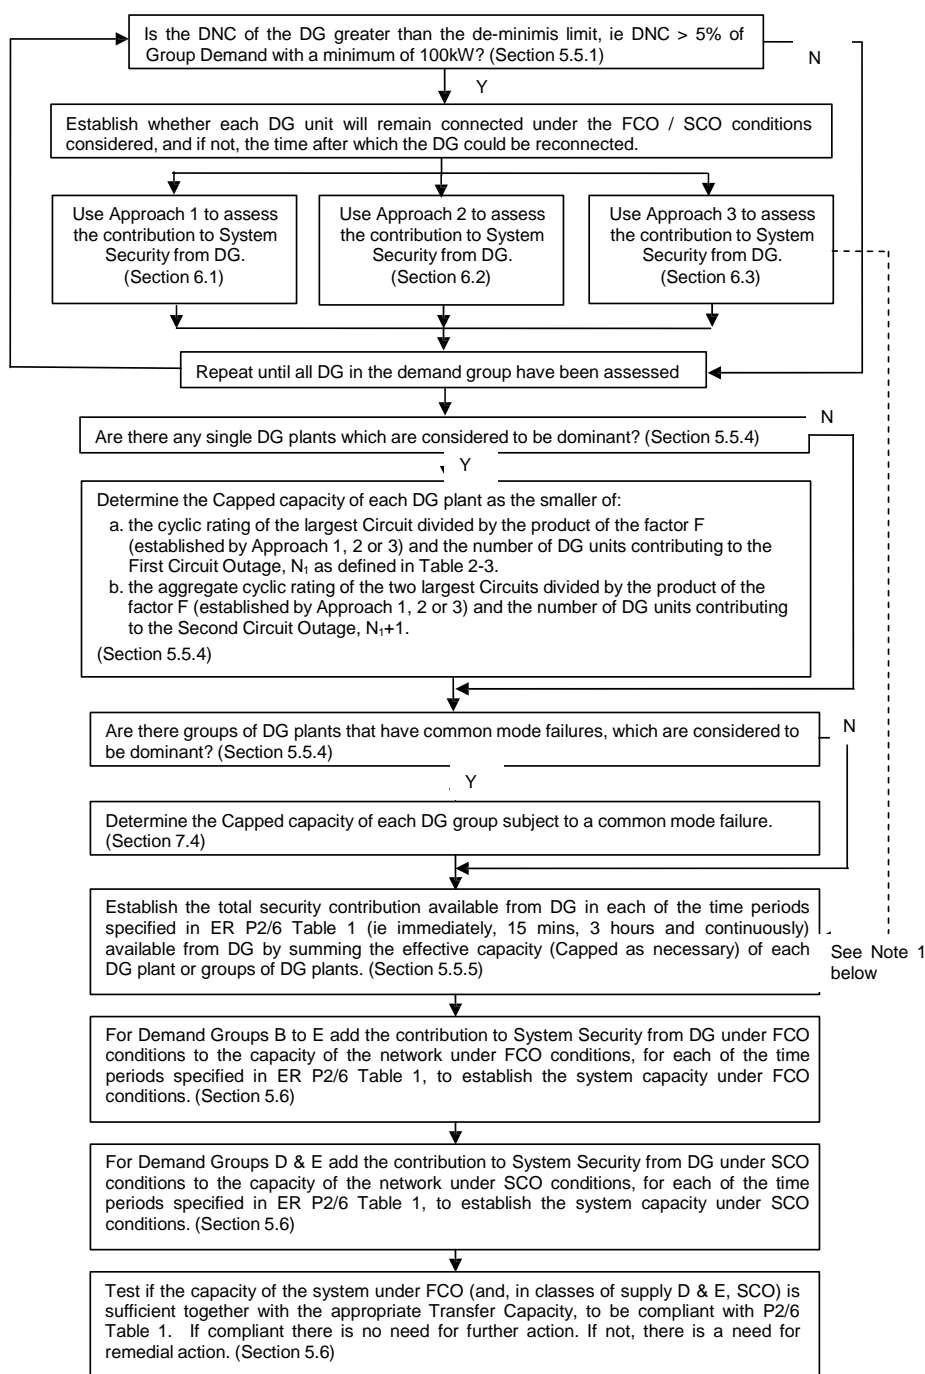 Is the DNC of the DG greater than the de-minimis limit, ie DNC > 5% of
Group Demand with a minimum of 100kW? (Section 5.5.1)
N
Y
Establish whether each DG unit will remain connected under the FCO / SCO conditions
considered, and if not, the time after which the DG could be reconnected.
Use Approach 1 to assess
the contribution to System
Security from DG.
(Section 6.1)
Use Approach 2 to assess
the contribution to System
Security from DG.
(Section 6.2)
Use Approach 3 to assess
the contribution to System
Security from DG.
(Section 6.3)
Repeat until all DG in the demand group have been assessed
N
Are there any single DG plants which are considered to be dominant? (Section 5.5.4)
Y
Determine the Capped capacity of each DG plant as the smaller of:
a. the cyclic rating of the largest Circuit divided by the product of the factor F
(established by Approach 1, 2 or 3) and the number of DG units contributing to the
First Circuit Outage, N₁ as defined in Table 2-3.
b. the aggregate cyclic rating of the two largest Circuits divided by the product of the
factor F (established by Approach 1, 2 or 3) and the number of DG units contributing
to the Second Circuit Outage, N₁+1.
(Section 5.5.4)
Are there groups of DG plants that have common mode failures, which are considered to
be dominant? (Section 5.5.4)
N
Y
Determine the Capped capacity of each DG group subject to a common mode failure.
(Section 7.4)
Establish the total security contribution available from DG in each of the time periods
specified in ER P2/6 Table 1 (ie immediately, 15 mins, 3 hours and continuously)
available from DG by summing the effective capacity (Capped as necessary) of each
DG plant or groups of DG plants. (Section 5.5.5)
See Note 1
below
For Demand Groups B to E add the contribution to System Security from DG under FCO
conditions to the capacity of the network under FCO conditions, for each of the time
periods specified in ER P2/6 Table 1, to establish the system capacity under FCO
conditions. (Section 5.6)
For Demand Groups D & E add the contribution to System Security from DG under SCO
conditions to the capacity of the network under SCO conditions, for each of the time
periods specified in ER P2/6 Table 1, to establish the system capacity under SCO
conditions. (Section 5.6)
Test if the capacity of the system under FCO (and, in classes of supply D & E, SCO) is
sufficient together with the appropriate Transfer Capacity, to be compliant with P2/6
Table 1. If compliant there is no need for further action. If not, there is a need for
remedial action. (Section 5.6)